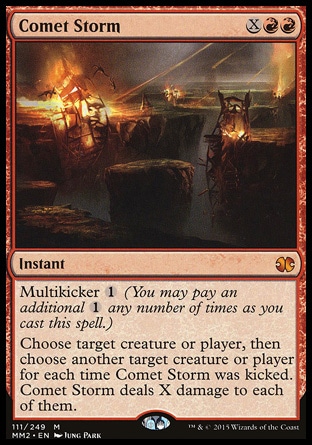 Comet Storm X
Instant
Multikicker 1 (You may pay an
additional 1 any number of times as you
cast this spell.)
Choose target creature or player, then
choose another target creature or player
for each time Comet Storm was kicked.
Comet Storm deals X damage to each
of them.
111/249 M
MM2 • EN Jung Park ™ & © 2015 Wizards of the Coast